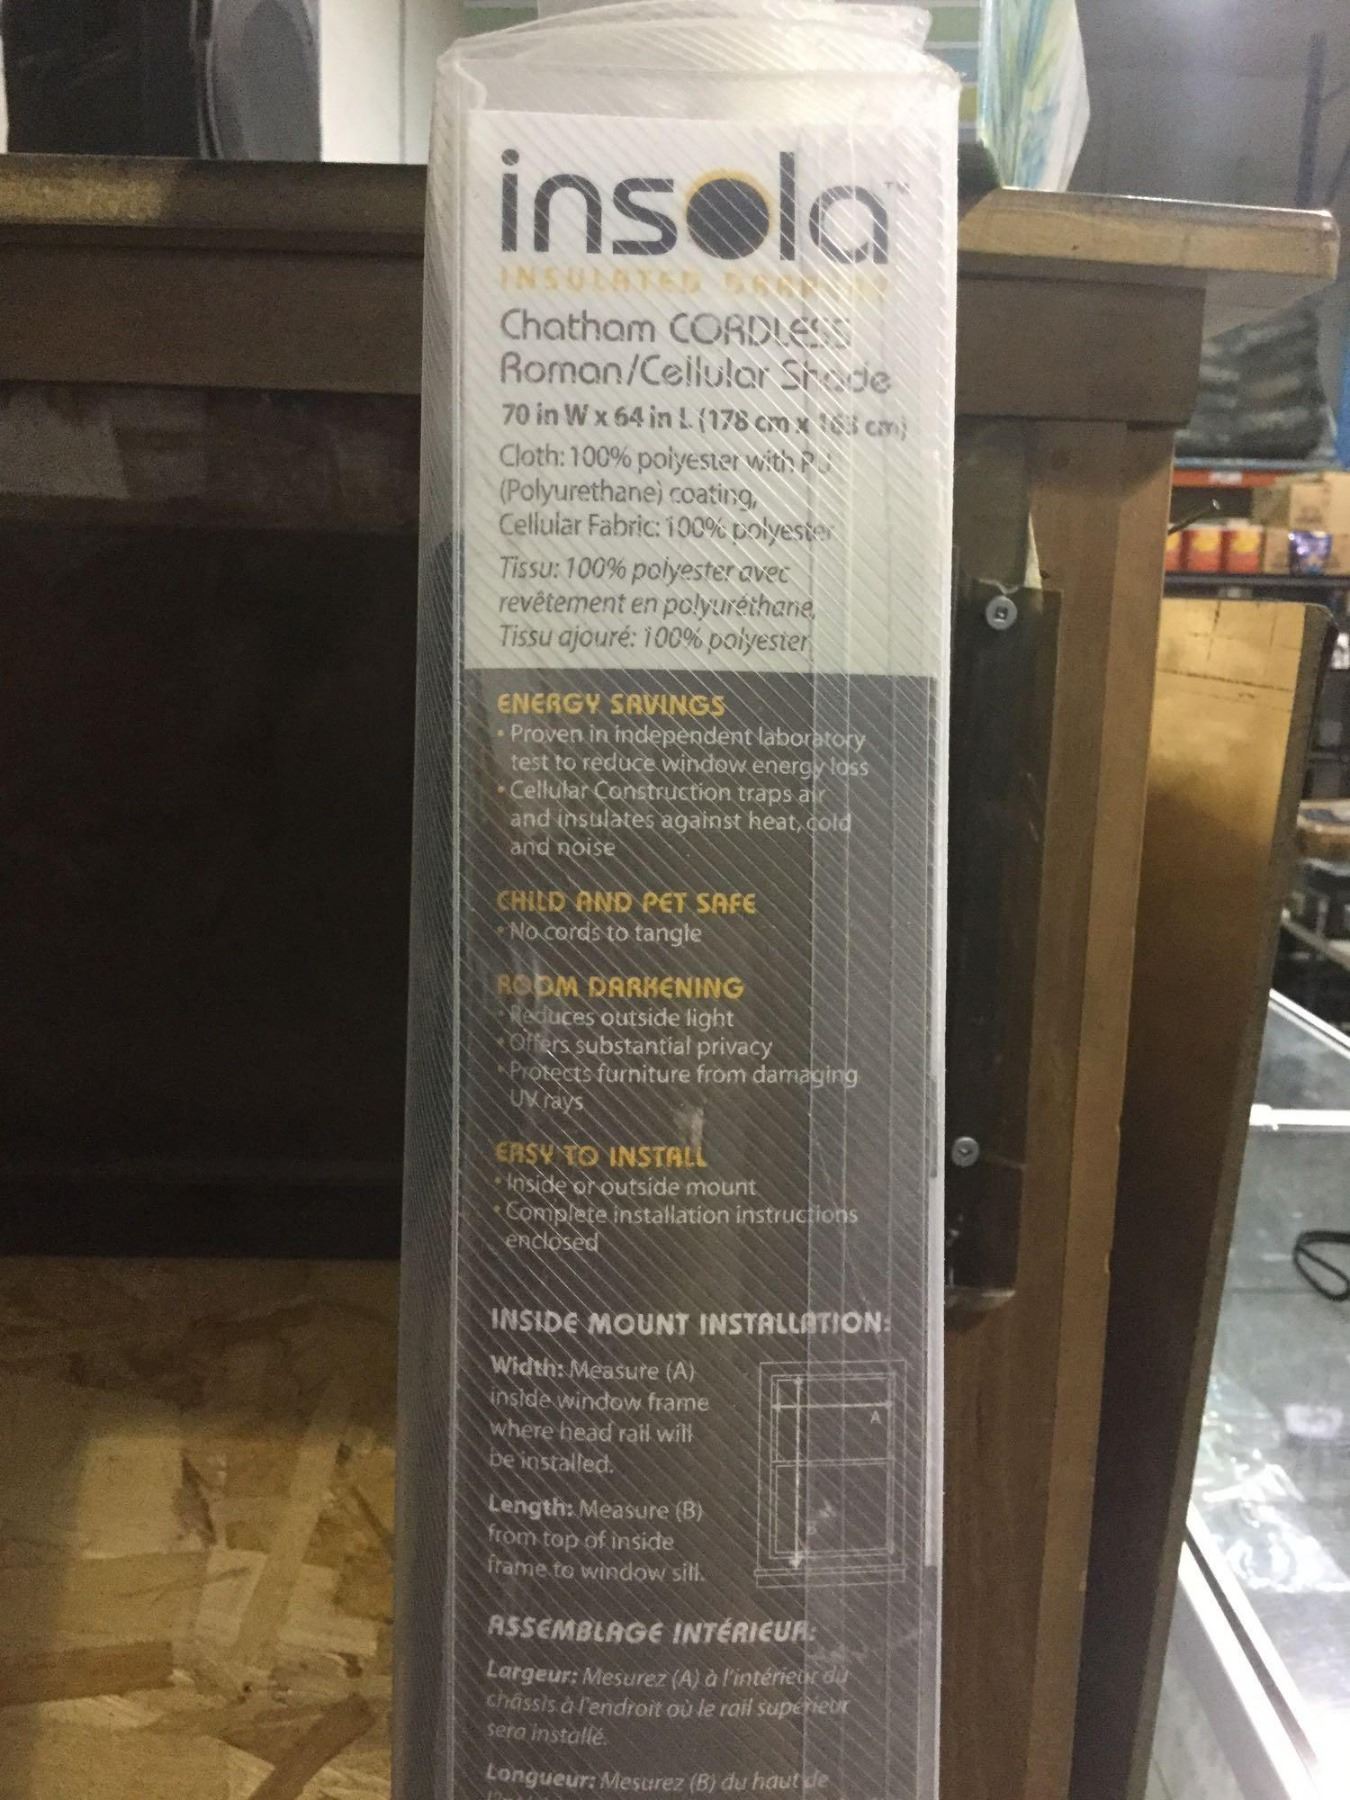 insola™
INSULATED
Chatham CORDLESS
Roman/Cellular Shade
70 in W x 64 in L (178 cm x 163 cm)
Cloth: 100% polyester with PU
(Polyurethane) coating,
Cellular Fabric: 100% polyester
Tissu: 100% polyester avec
revêtement en polyuréthane,
Tissu ajouré: 100% polyester
ENERGY SAVINGS
• Proven in independent laboratory
test to reduce window energy loss
• Cellular Construction traps air
and insulates against heat, cold
and noise
CHILD AND PET SAFE
• No cords to tangle
ROOM DARKENING
• Reduces outside light
• Offers substantial privacy
• Protects furniture from damaging
UV rays
EASY TO INSTALL
• Inside or outside mount
• Complete installation instructions
enclosed
INSIDE MOUNT INSTALLATION:
Width: Measure (A)
inside window frame
where head rail will
be installed.
A
Length: Measure (B)
from top of inside
frame to window sill.
B
ASSEMBLAGE INTÉRIEUR:
Largeur: Mesurez (A) à l'intérieur du
châssis à l'endroit où le rail supérieur
sera installé.
Longueur: Mesurez (B) du haut de